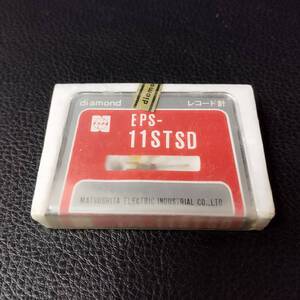 diamond レコード針
EPS-
11STSD
MATSUSHITA ELECTRIC INDUSTRIAL CO., LTD